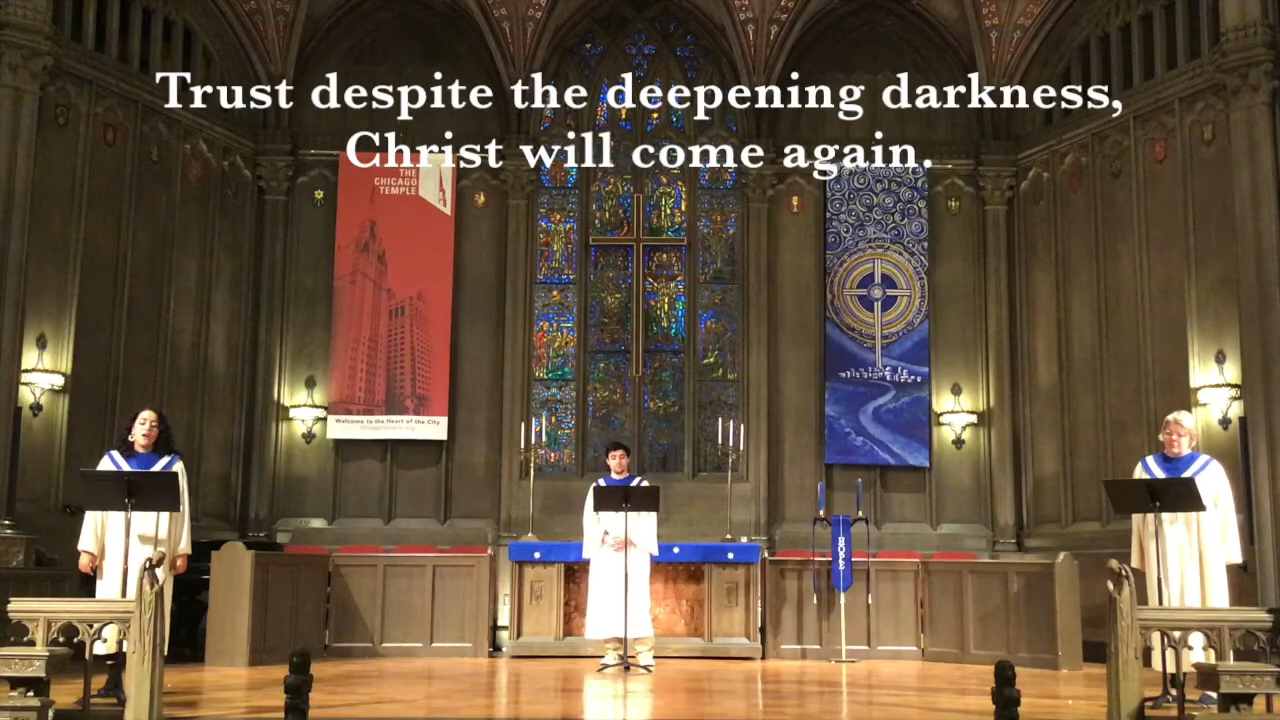 Trust despite the deepening darkness,
Christ will come again.
THE
CHICAGO
TEMPLE
Welcome to the Heart of the City
HOPE